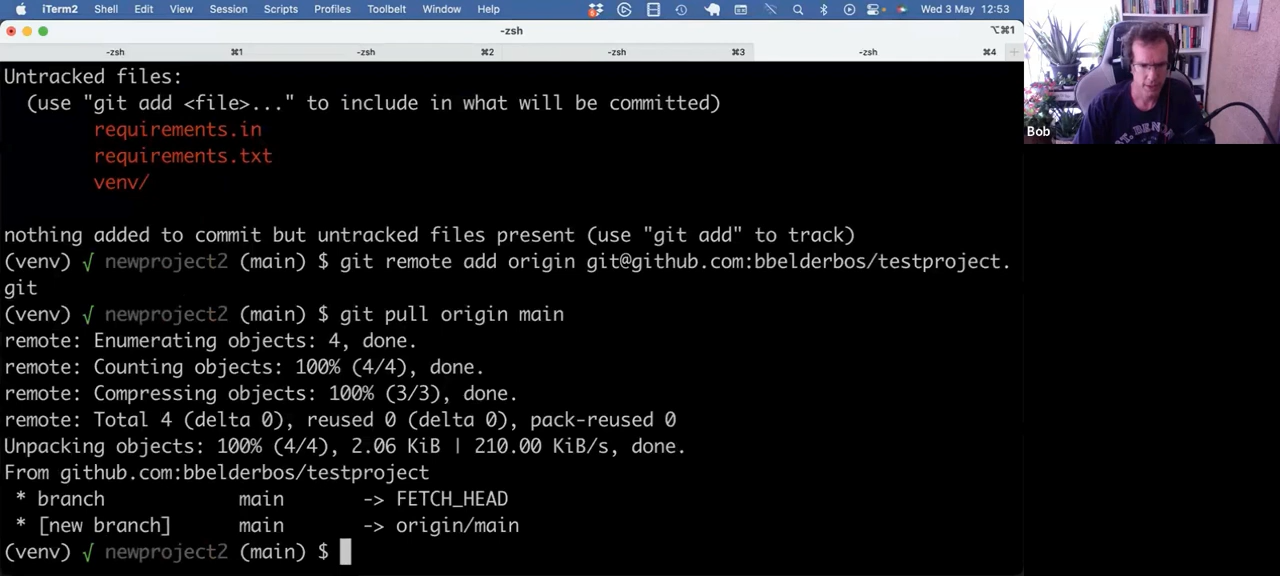 iTerm2 Shell Edit View Session Scripts Profiles Toolbelt Window Help Wed 3 May 12:53
-zsh ⌥⌘1
-zsh ⌘1 -zsh ⌘2 -zsh ⌘3 -zsh ⌘4
Untracked files:
(use "git add <file>..." to include in what will be committed)
requirements.in
requirements.txt
venv/
nothing added to commit but untracked files present (use "git add" to track)
(venv) √ newproject2 (main) $ git remote add origin git@github.com:bbelderbos/testproject.
git
(venv) √ newproject2 (main) $ git pull origin main
remote: Enumerating objects: 4, done.
remote: Counting objects: 100% (4/4), done.
remote: Compressing objects: 100% (3/3), done.
remote: Total 4 (delta 0), reused 0 (delta 0), pack-reused 0
Unpacking objects: 100% (4/4), 2.06 KiB | 210.00 KiB/s, done.
From github.com:bbelderbos/testproject
* branch main -> FETCH_HEAD
* [new branch] main -> origin/main
(venv) √ newproject2 (main) $
Bob